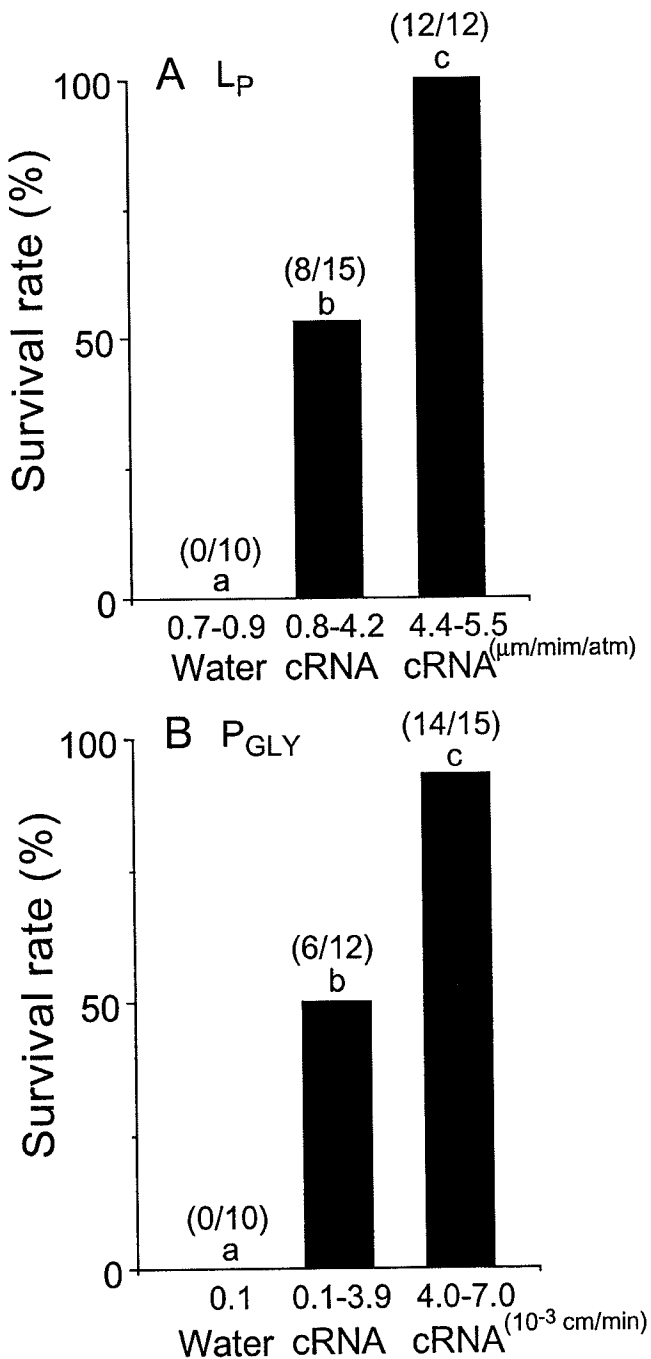 (12/12)
A LP c
100
Survival rate (%)
(8/15)
b
50
(0/10)
a
0
0.7-0.9 0.8-4.2 4.4-5.5 (μm/mim/atm)
Water cRNA cRNA
B PGLY (14/15)
100 c
Survival rate (%)
(6/12)
b
50
(0/10)
a
0
0.1 0.1-3.9 4.0-7.0 (10-3 cm/min)
Water cRNA cRNA